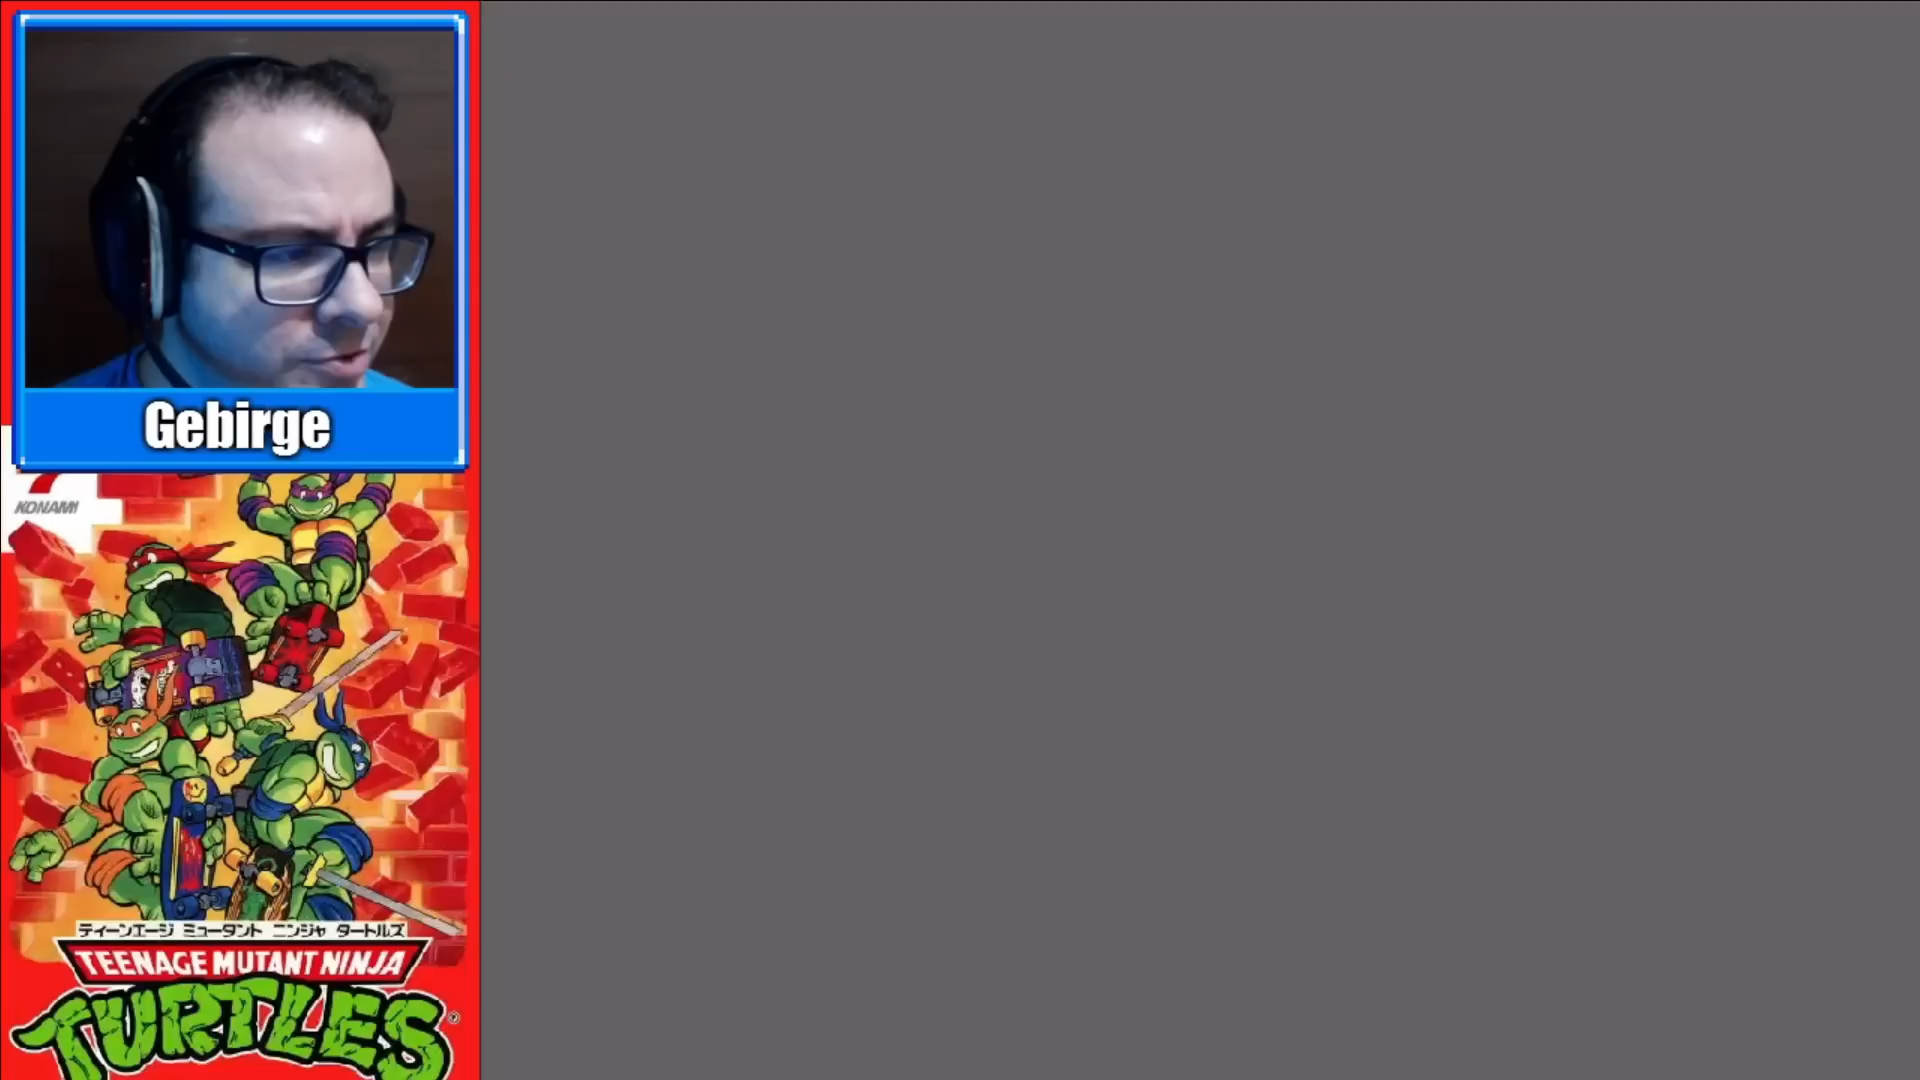 Gebirge
KONAMI
ティーンエージ ミュータント ニンジャ タートルズ
TEENAGE MUTANT NINJA
TURTLES